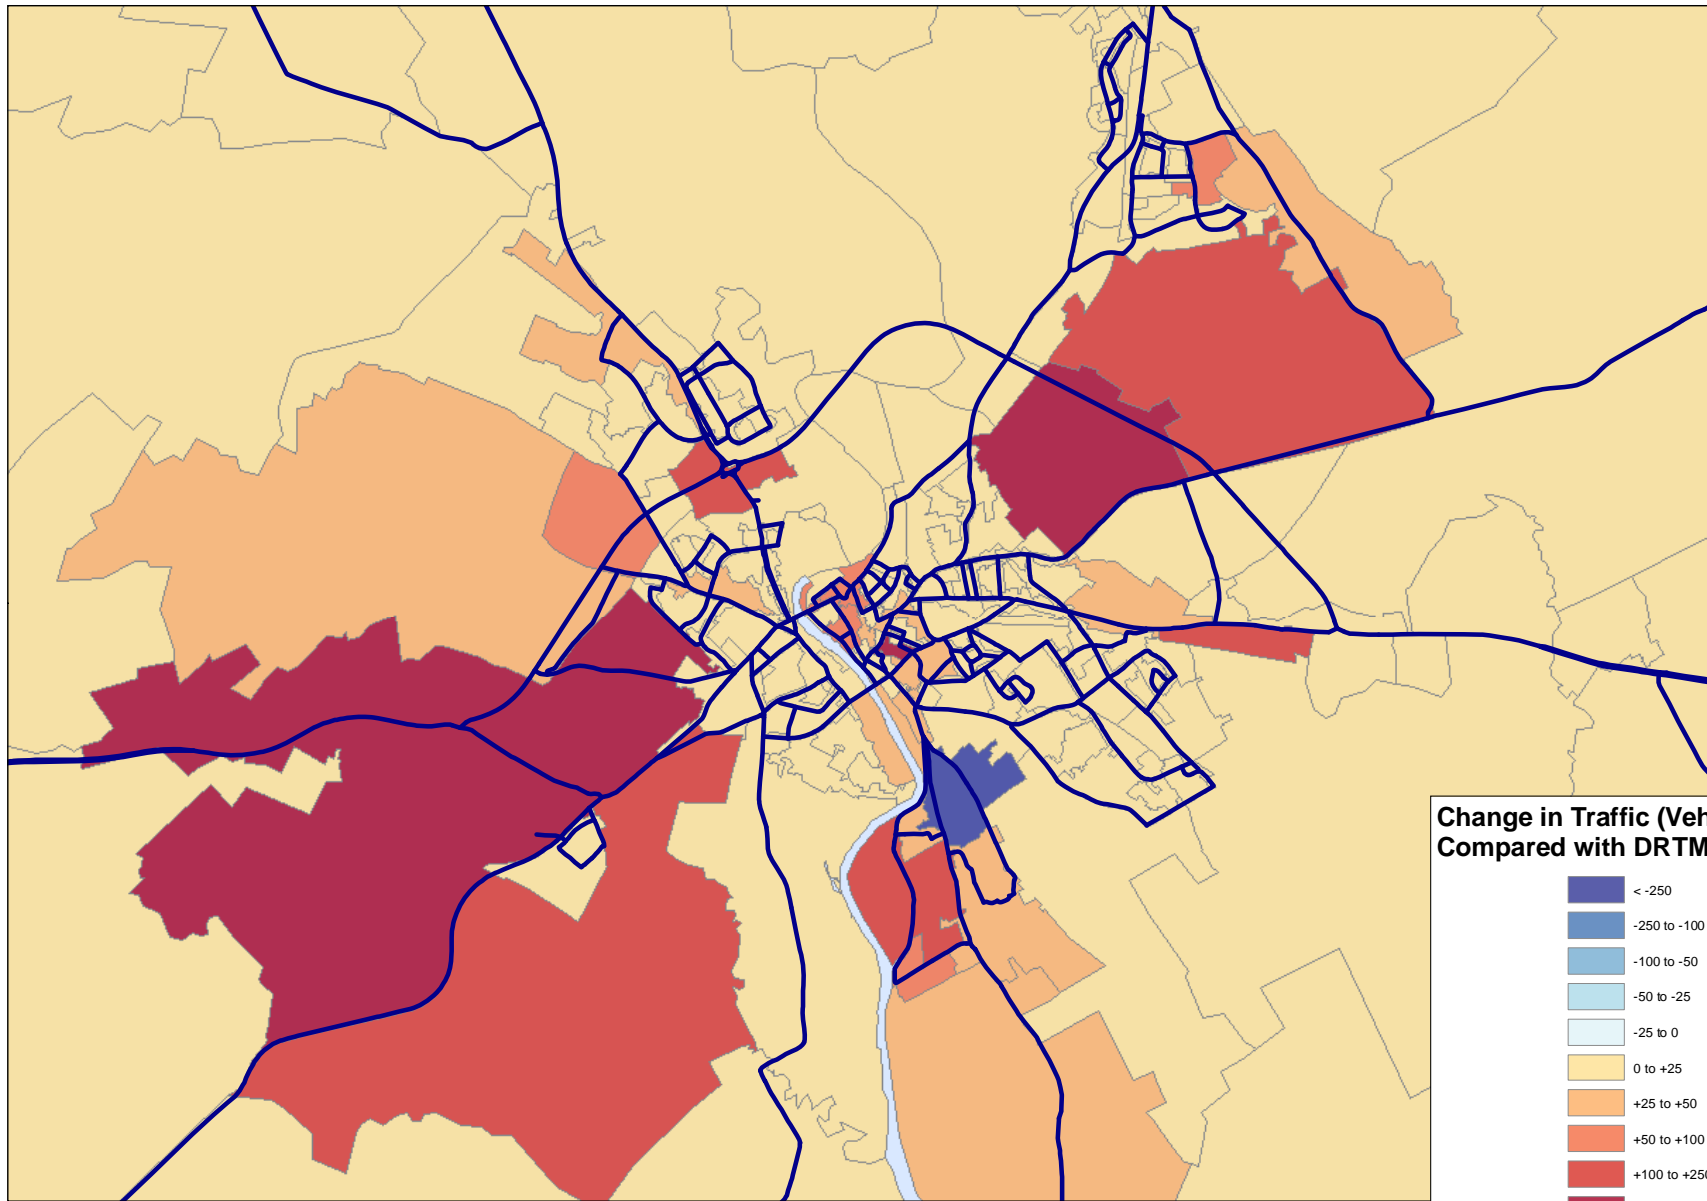 Change in Traffic (Veh
Compared with DRTM
< -250
-250 to -100
-100 to -50
-50 to -25
-25 to 0
0 to +25
+25 to +50
+50 to +100
+100 to +250